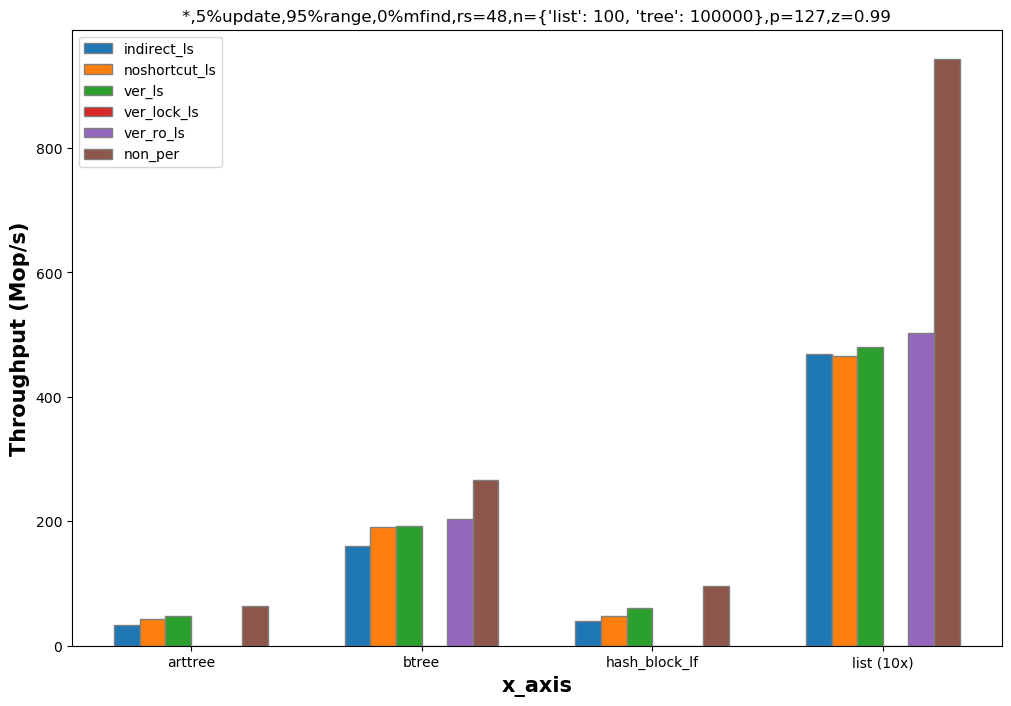 *,5%update,95%range,0%mfind,rs=48,n={'list': 100, 'tree': 100000},p=127,z=0.99
indirect_ls
noshortcut_ls
ver_ls
ver_lock_ls
ver_ro_ls
non_per
Throughput (Mop/s)
800
600
400
200
0
arttree
btree
hash_block_lf
list (10x)
x_axis